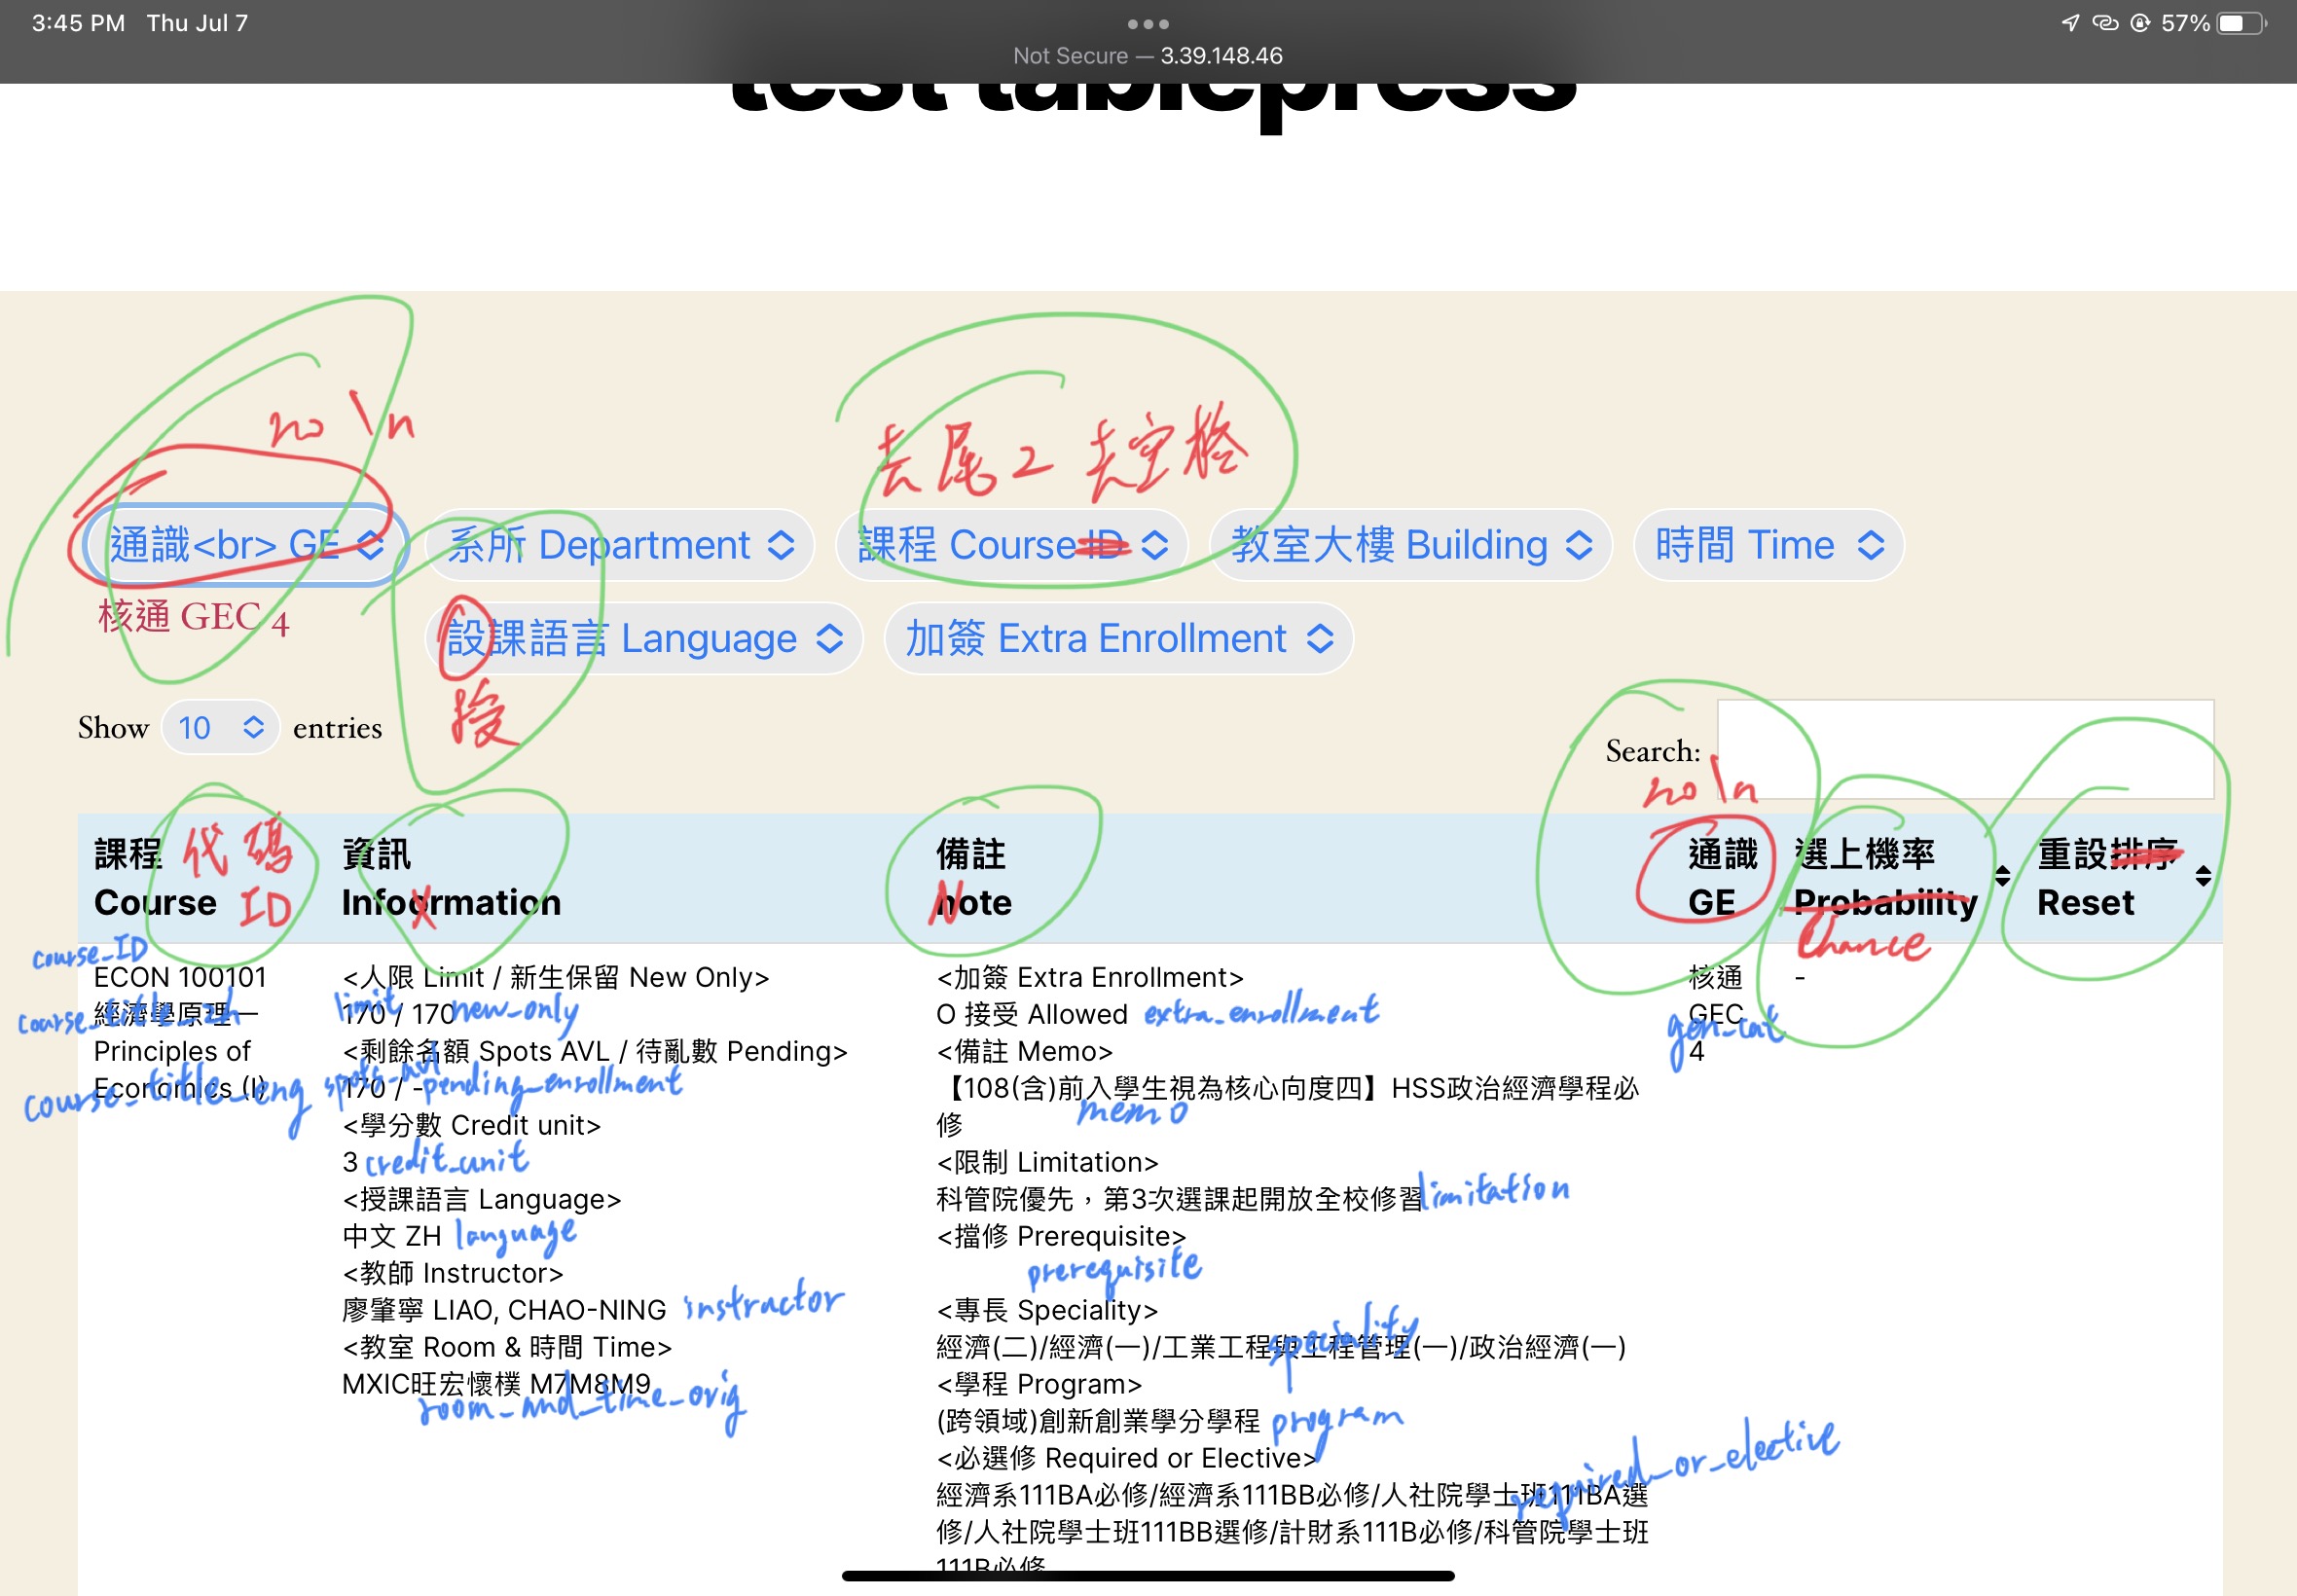 3:45 PM Thu Jul 7
57%
Not Secure — 3.39.148.46
test tablepress
no \n
去尾2 去空格
通識<br> GE
系所 Department
課程 CourseID
教室大樓 Building
時間 Time
核通 GEC 4
設課語言 Language
加簽 Extra Enrollment
授
Show 10 entries
Search:
no \n
課程 代碼
Course ID
資訊
Infoormation
X
備註
note
N
通識
GE
選上機率
Probability
Chance
重設排序
Reset
course_ID
ECON 100101
經濟學原理一
course_title_zh
Principles of
Economics (I)
course_title_eng
<人限 Limit / 新生保留 New Only>
170 / 170
limit new_only
<剩餘名額 Spots AVL / 待亂數 Pending>
170 / -
spots_avl pending_enrollment
<學分數 Credit unit>
3 credit_unit
<授課語言 Language>
中文 ZH language
<教師 Instructor>
廖肇寧 LIAO, CHAO-NING instructor
<教室 Room & 時間 Time>
MXIC旺宏懷樸 M7M8M9
room_and_time_orig
<加簽 Extra Enrollment>
O 接受 Allowed extra_enrollment
<備註 Memo>
【108(含)前入學生視為核心向度四】HSS政治經濟學程必
修
memo
<限制 Limitation>
科管院優先，第3次選課起開放全校修習 limitation
<擋修 Prerequisite>
prerequisite
<專長 Speciality>
經濟(二)/經濟(一)/工業工程與工程管理(一)/政治經濟(一)
speciality
<學程 Program>
(跨領域)創新創業學分學程 program
<必選修 Required or Elective>
required_or_elective
經濟系111BA必修/經濟系111BB必修/人社院學士班111BA選
修/人社院學士班111BB選修/計財系111B必修/科管院學士班
111B必修
核通
GEC
4
gen_cat
-